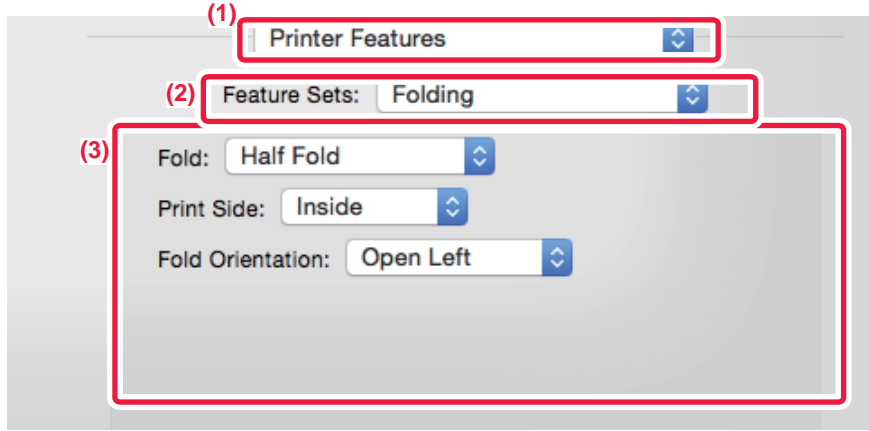 (1)
Printer Features
(2) Feature Sets: Folding
(3)
Fold: Half Fold
Print Side: Inside
Fold Orientation: Open Left